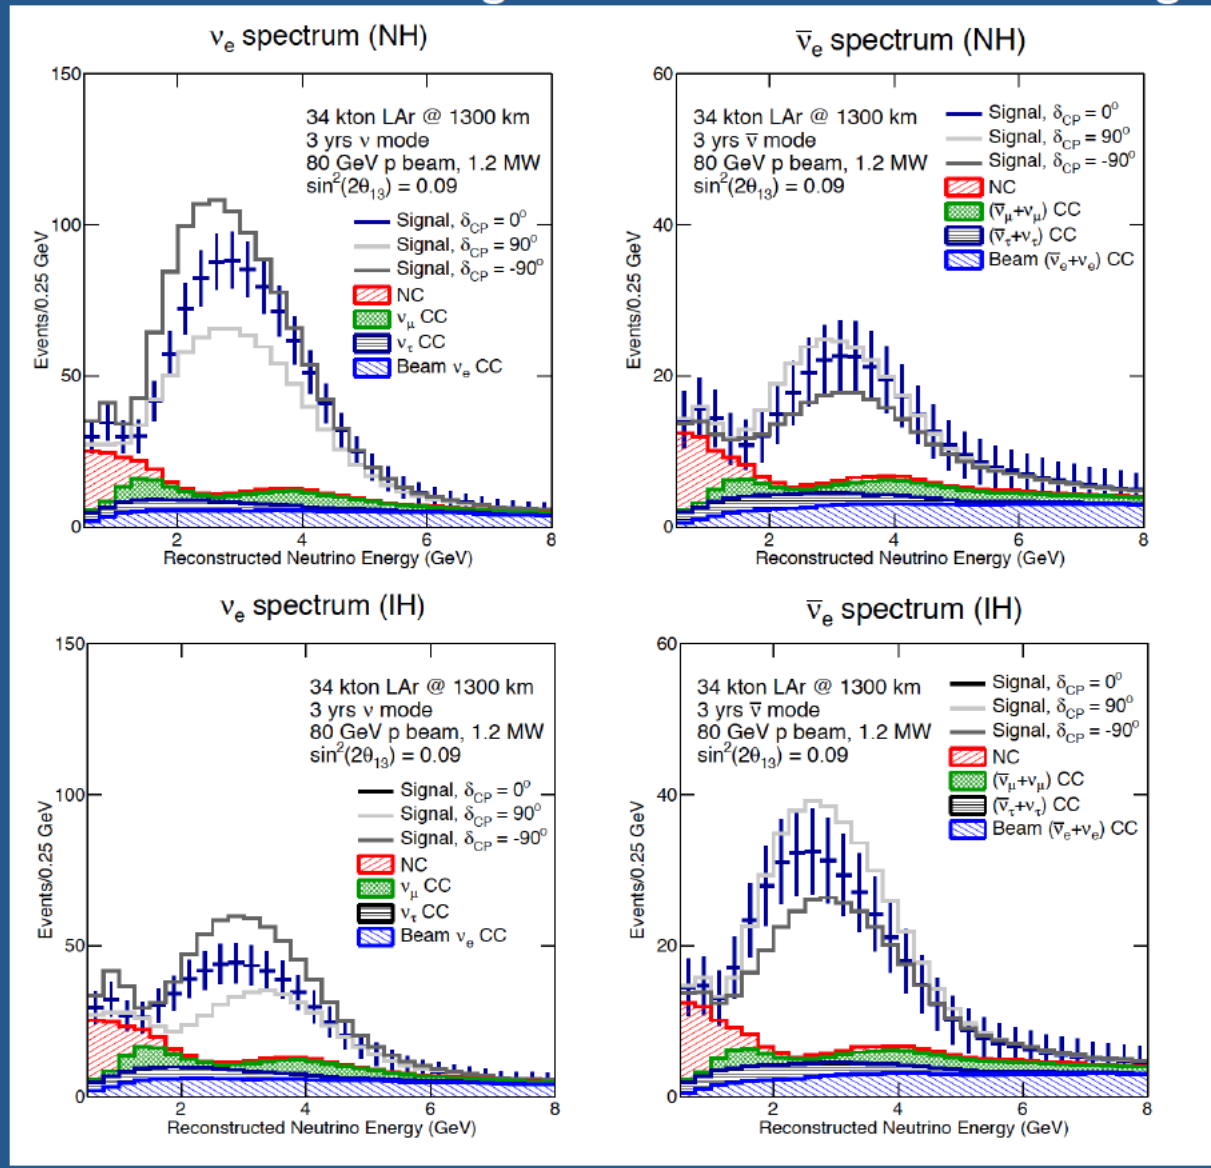 νe spectrum (NH)
150
100
50
0
Events/0.25 GeV
34 kton LAr @ 1300 km
3 yrs ν mode
80 GeV p beam, 1.2 MW
sin²(2θ13) = 0.09
Signal, δCP = 0°
Signal, δCP = 90°
Signal, δCP = -90°
NC
νμ CC
ντ CC
Beam νe CC
2 4 6 8
Reconstructed Neutrino Energy (GeV)
ν̄e spectrum (NH)
60
40
20
0
Events/0.25 GeV
34 kton LAr @ 1300 km
3 yrs ν̄ mode
80 GeV p beam, 1.2 MW
sin²(2θ13) = 0.09
Signal, δCP = 0°
Signal, δCP = 90°
Signal, δCP = -90°
NC
(ν̄μ+νμ) CC
(ν̄τ+ντ) CC
Beam (ν̄e+νe) CC
2 4 6 8
Reconstructed Neutrino Energy (GeV)
νe spectrum (IH)
150
100
50
0
Events/0.25 GeV
34 kton LAr @ 1300 km
3 yrs ν mode
80 GeV p beam, 1.2 MW
sin²(2θ13) = 0.09
Signal, δCP = 0°
Signal, δCP = 90°
Signal, δCP = -90°
NC
νμ CC
ντ CC
Beam νe CC
2 4 6 8
Reconstructed Neutrino Energy (GeV)
ν̄e spectrum (IH)
60
40
20
0
Events/0.25 GeV
34 kton LAr @ 1300 km
3 yrs ν̄ mode
80 GeV p beam, 1.2 MW
sin²(2θ13) = 0.09
Signal, δCP = 0°
Signal, δCP = 90°
Signal, δCP = -90°
NC
(ν̄μ+νμ) CC
(ν̄τ+ντ) CC
Beam (ν̄e+νe) CC
2 4 6 8
Reconstructed Neutrino Energy (GeV)